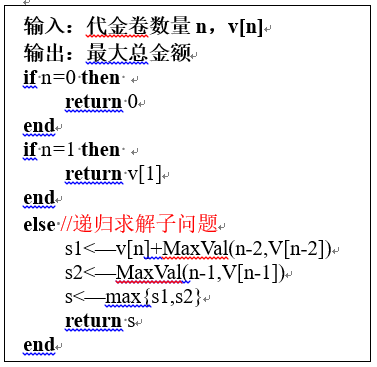 输入：代金卷数量 n，v[n]
输出：最大总金额
if n=0 then
return 0
end
if n=1 then
return v[1]
end
else //递归求解子问题
s1<—v[n]+MaxVal(n-2,V[n-2])
s2<—MaxVal(n-1,V[n-1])
s<—max{s1,s2}
return s
end